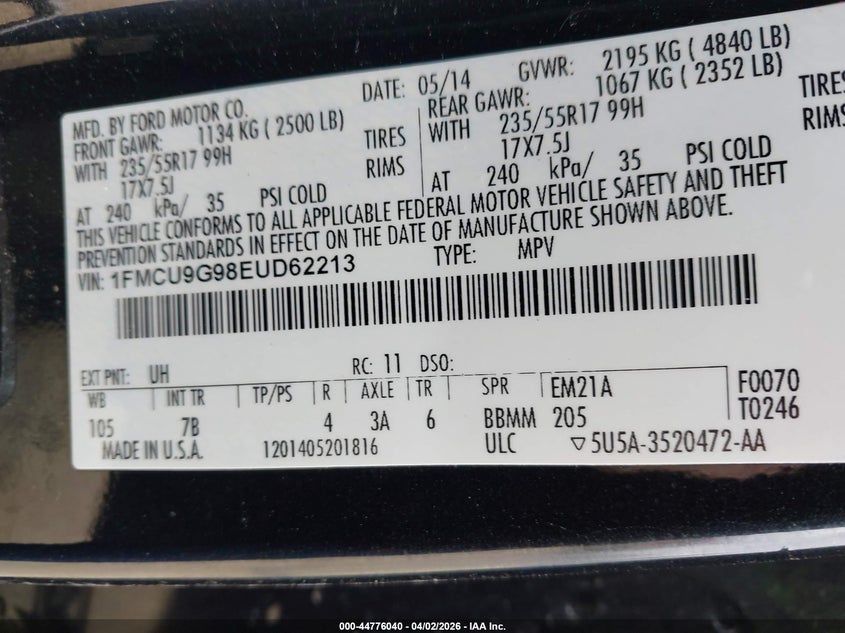 MFD. BY FORD MOTOR CO.
DATE: 05/14
GVWR: 2195 KG ( 4840 LB)
FRONT GAWR: 1134 KG ( 2500 LB)
REAR GAWR: 1067 KG ( 2352 LB)
WITH 235/55R17 99H TIRES
WITH 235/55R17 99H TIRES
17X7.5J RIMS
17X7.5J RIMS
AT 240 kPa/ 35 PSI COLD
AT 240 kPa/ 35 PSI COLD
THIS VEHICLE CONFORMS TO ALL APPLICABLE FEDERAL MOTOR VEHICLE SAFETY AND THEFT
PREVENTION STANDARDS IN EFFECT ON THE DATE OF MANUFACTURE SHOWN ABOVE.
VIN: 1FMCU9G98EUD62213
TYPE: MPV
EXT PNT: UH
RC: 11 DSO:
WB INT TR TP/PS R AXLE TR SPR EM21A F0070
105 7B 4 3A 6 BBMM 205 T0246
MADE IN U.S.A. 1201405201816 ULC ▽5U5A-3520472-AA
000-44776040 - 04/02/2026 - IAA Inc.